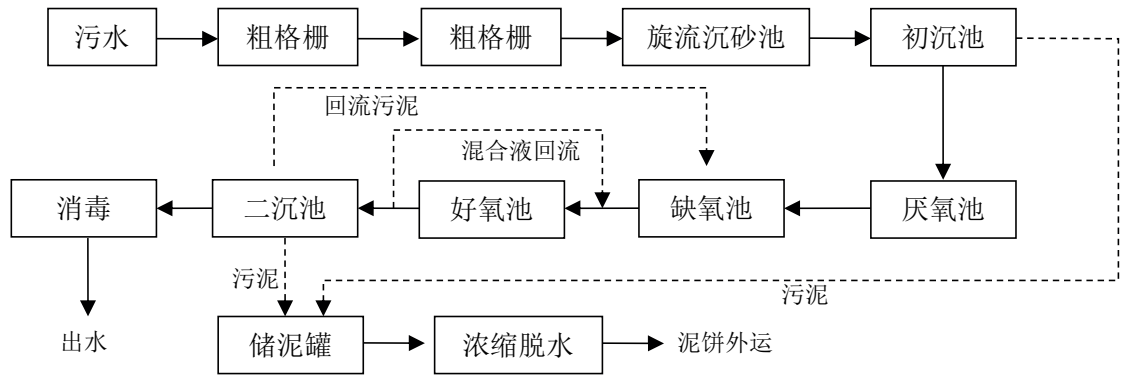 污水
粗格栅
粗格栅
旋流沉砂池
初沉池
回流污泥
混合液回流
消毒
二沉池
好氧池
缺氧池
厌氧池
污泥
污泥
出水
储泥罐
浓缩脱水
泥饼外运